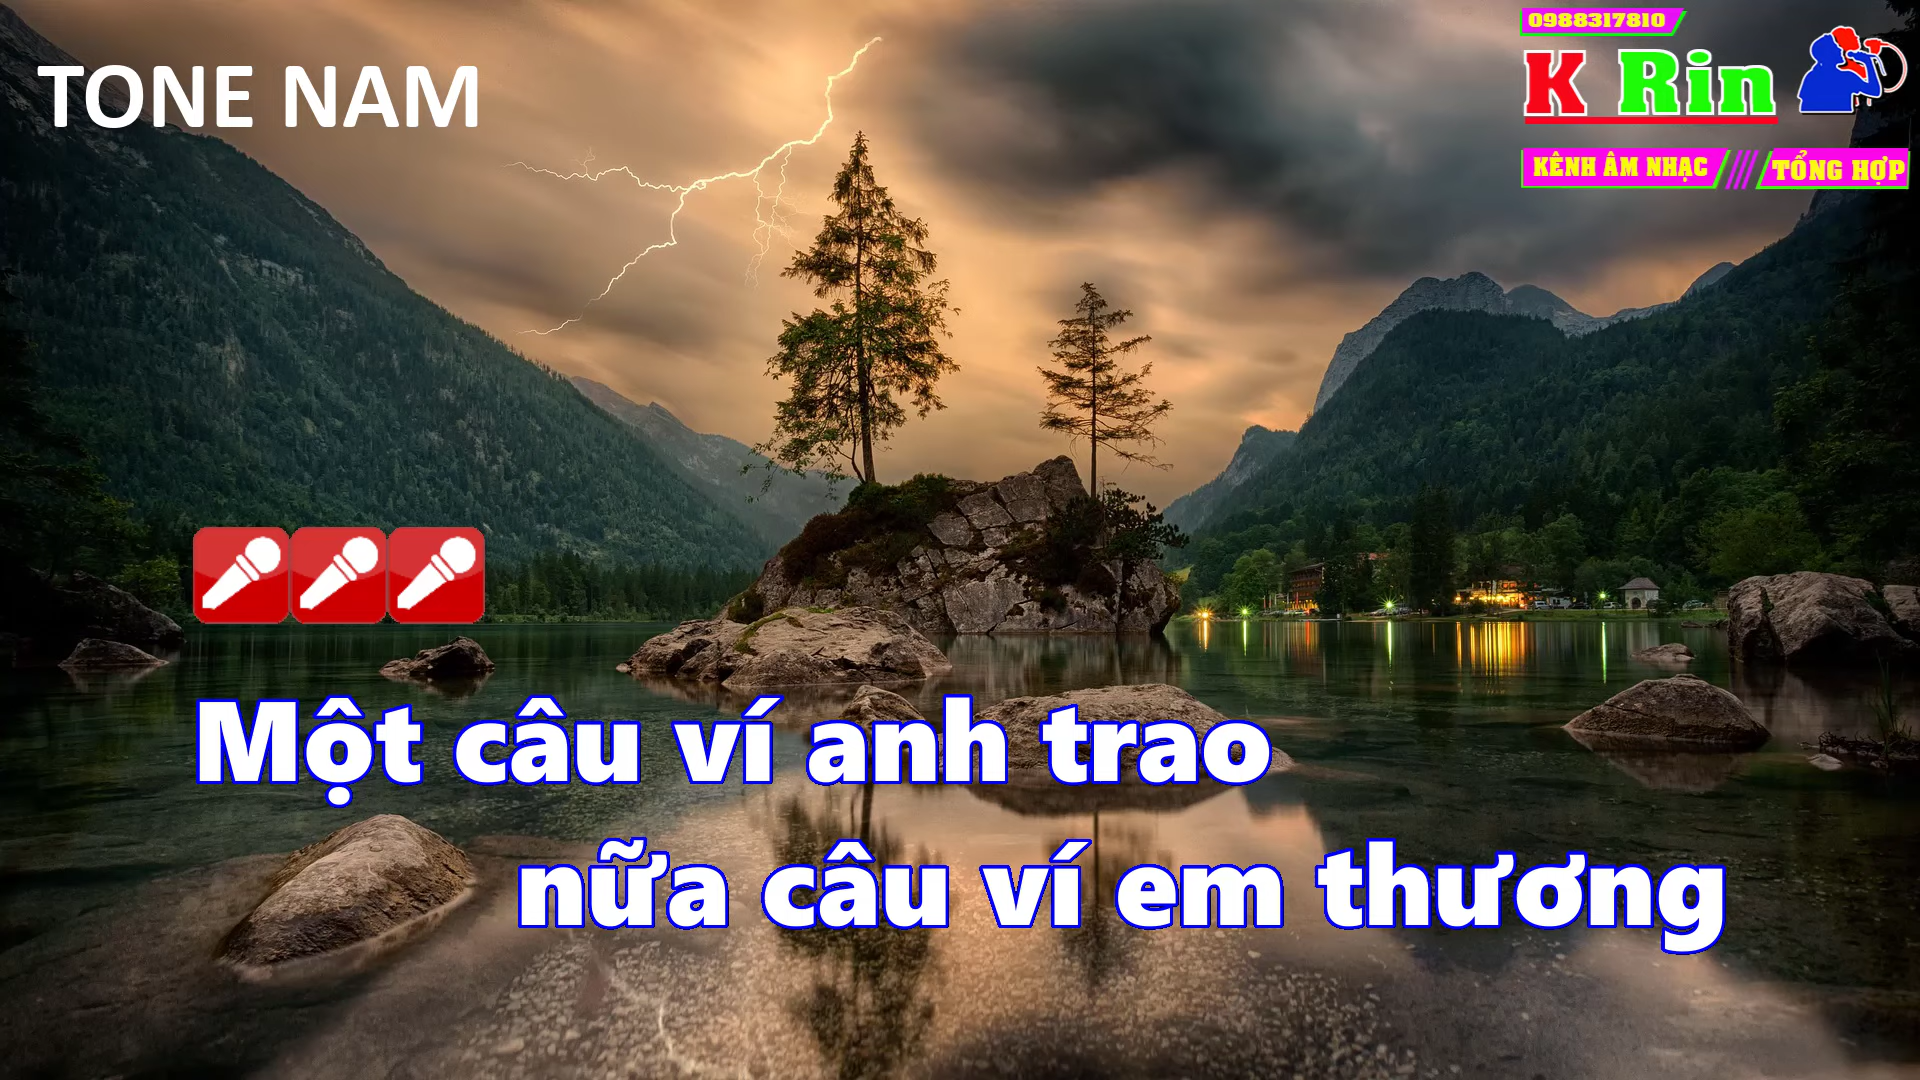 TONE NAM
0988317810
K Rin
KÊNH ÂM NHẠC /// TỔNG HỢP
Một câu ví anh trao
nữa câu ví em thương